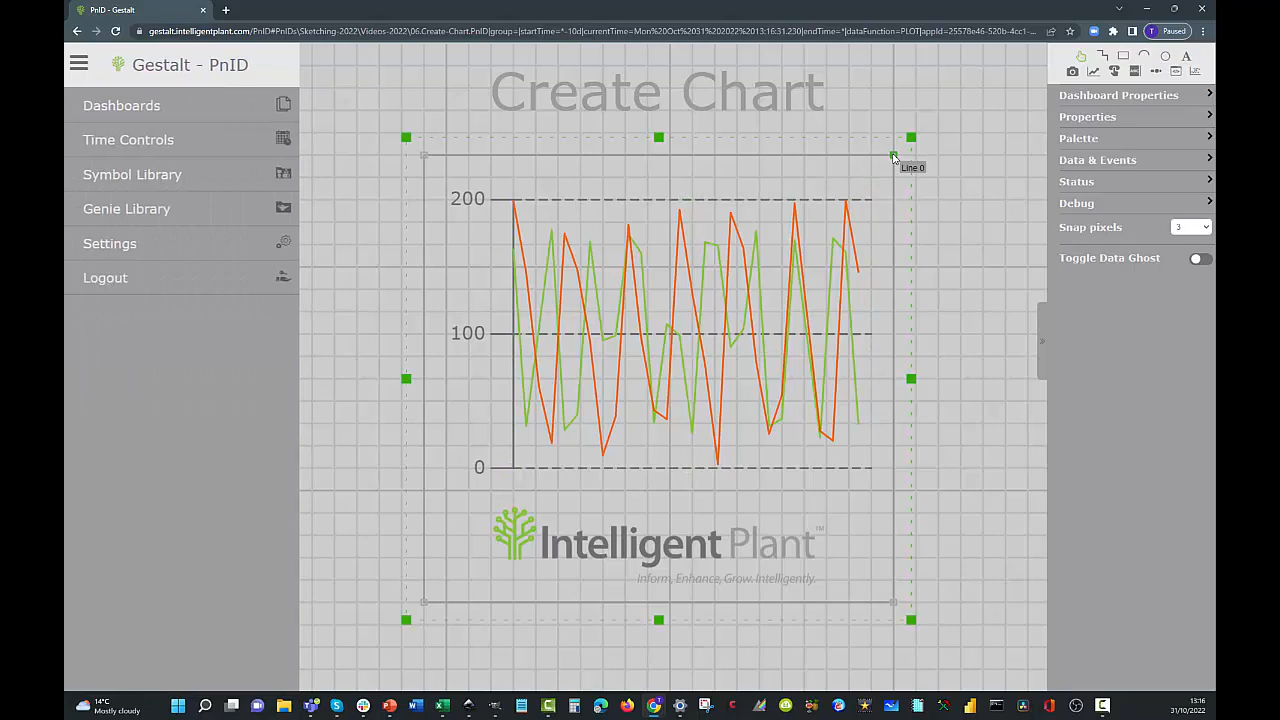 PnID - Gestalt
gestalt.intelligentplant.com/PnID#PnIDs\Sketching-2022\Videos-2022\06.Create-Chart.PnID|group=|startTime=*-10d|currentTime=Mon%20Oct%2031%202022%2013:16:31.230|endTime=*|dataFunction=PLOT|appId=25578e46-520b-4cc1-...
T
Paused
Gestalt - PnID
Dashboards
Time Controls
Symbol Library
Genie Library
Settings
Logout
Create Chart
Line 0
200
100
0
Intelligent Plant™
Inform, Enhance, Grow. Intelligently.
A
Dashboard Properties
Properties
Palette
Data & Events
Status
Debug
Snap pixels
3
Toggle Data Ghost
14°C
Mostly cloudy
13:16
31/10/2022